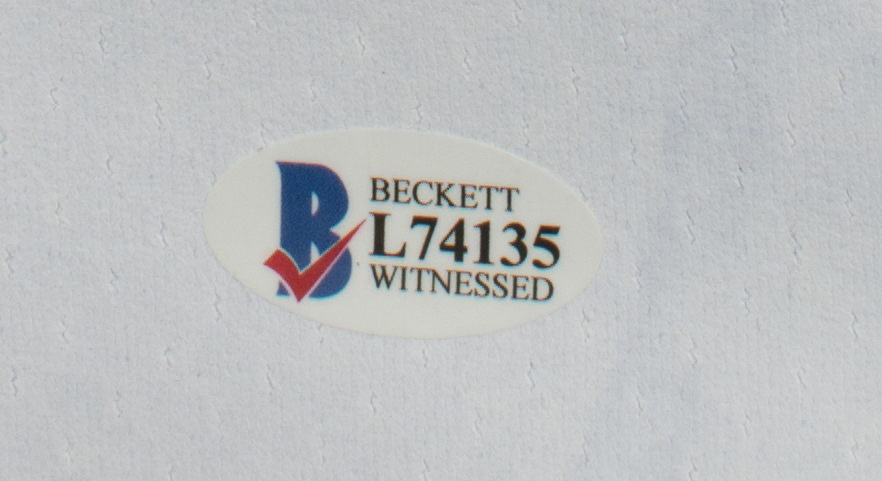 B
BECKETT
L74135
WITNESSED